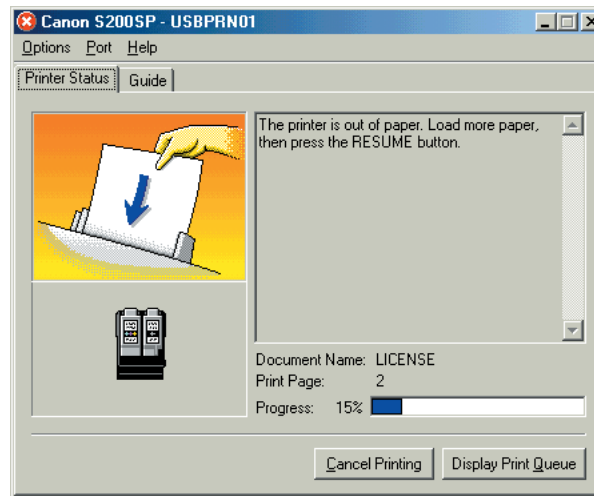 Canon S200SP - USBPRN01
Options Port Help
Printer Status Guide
The printer is out of paper. Load more paper,
then press the RESUME button.
Document Name: LICENSE
Print Page: 2
Progress: 15%
Cancel Printing Display Print Queue